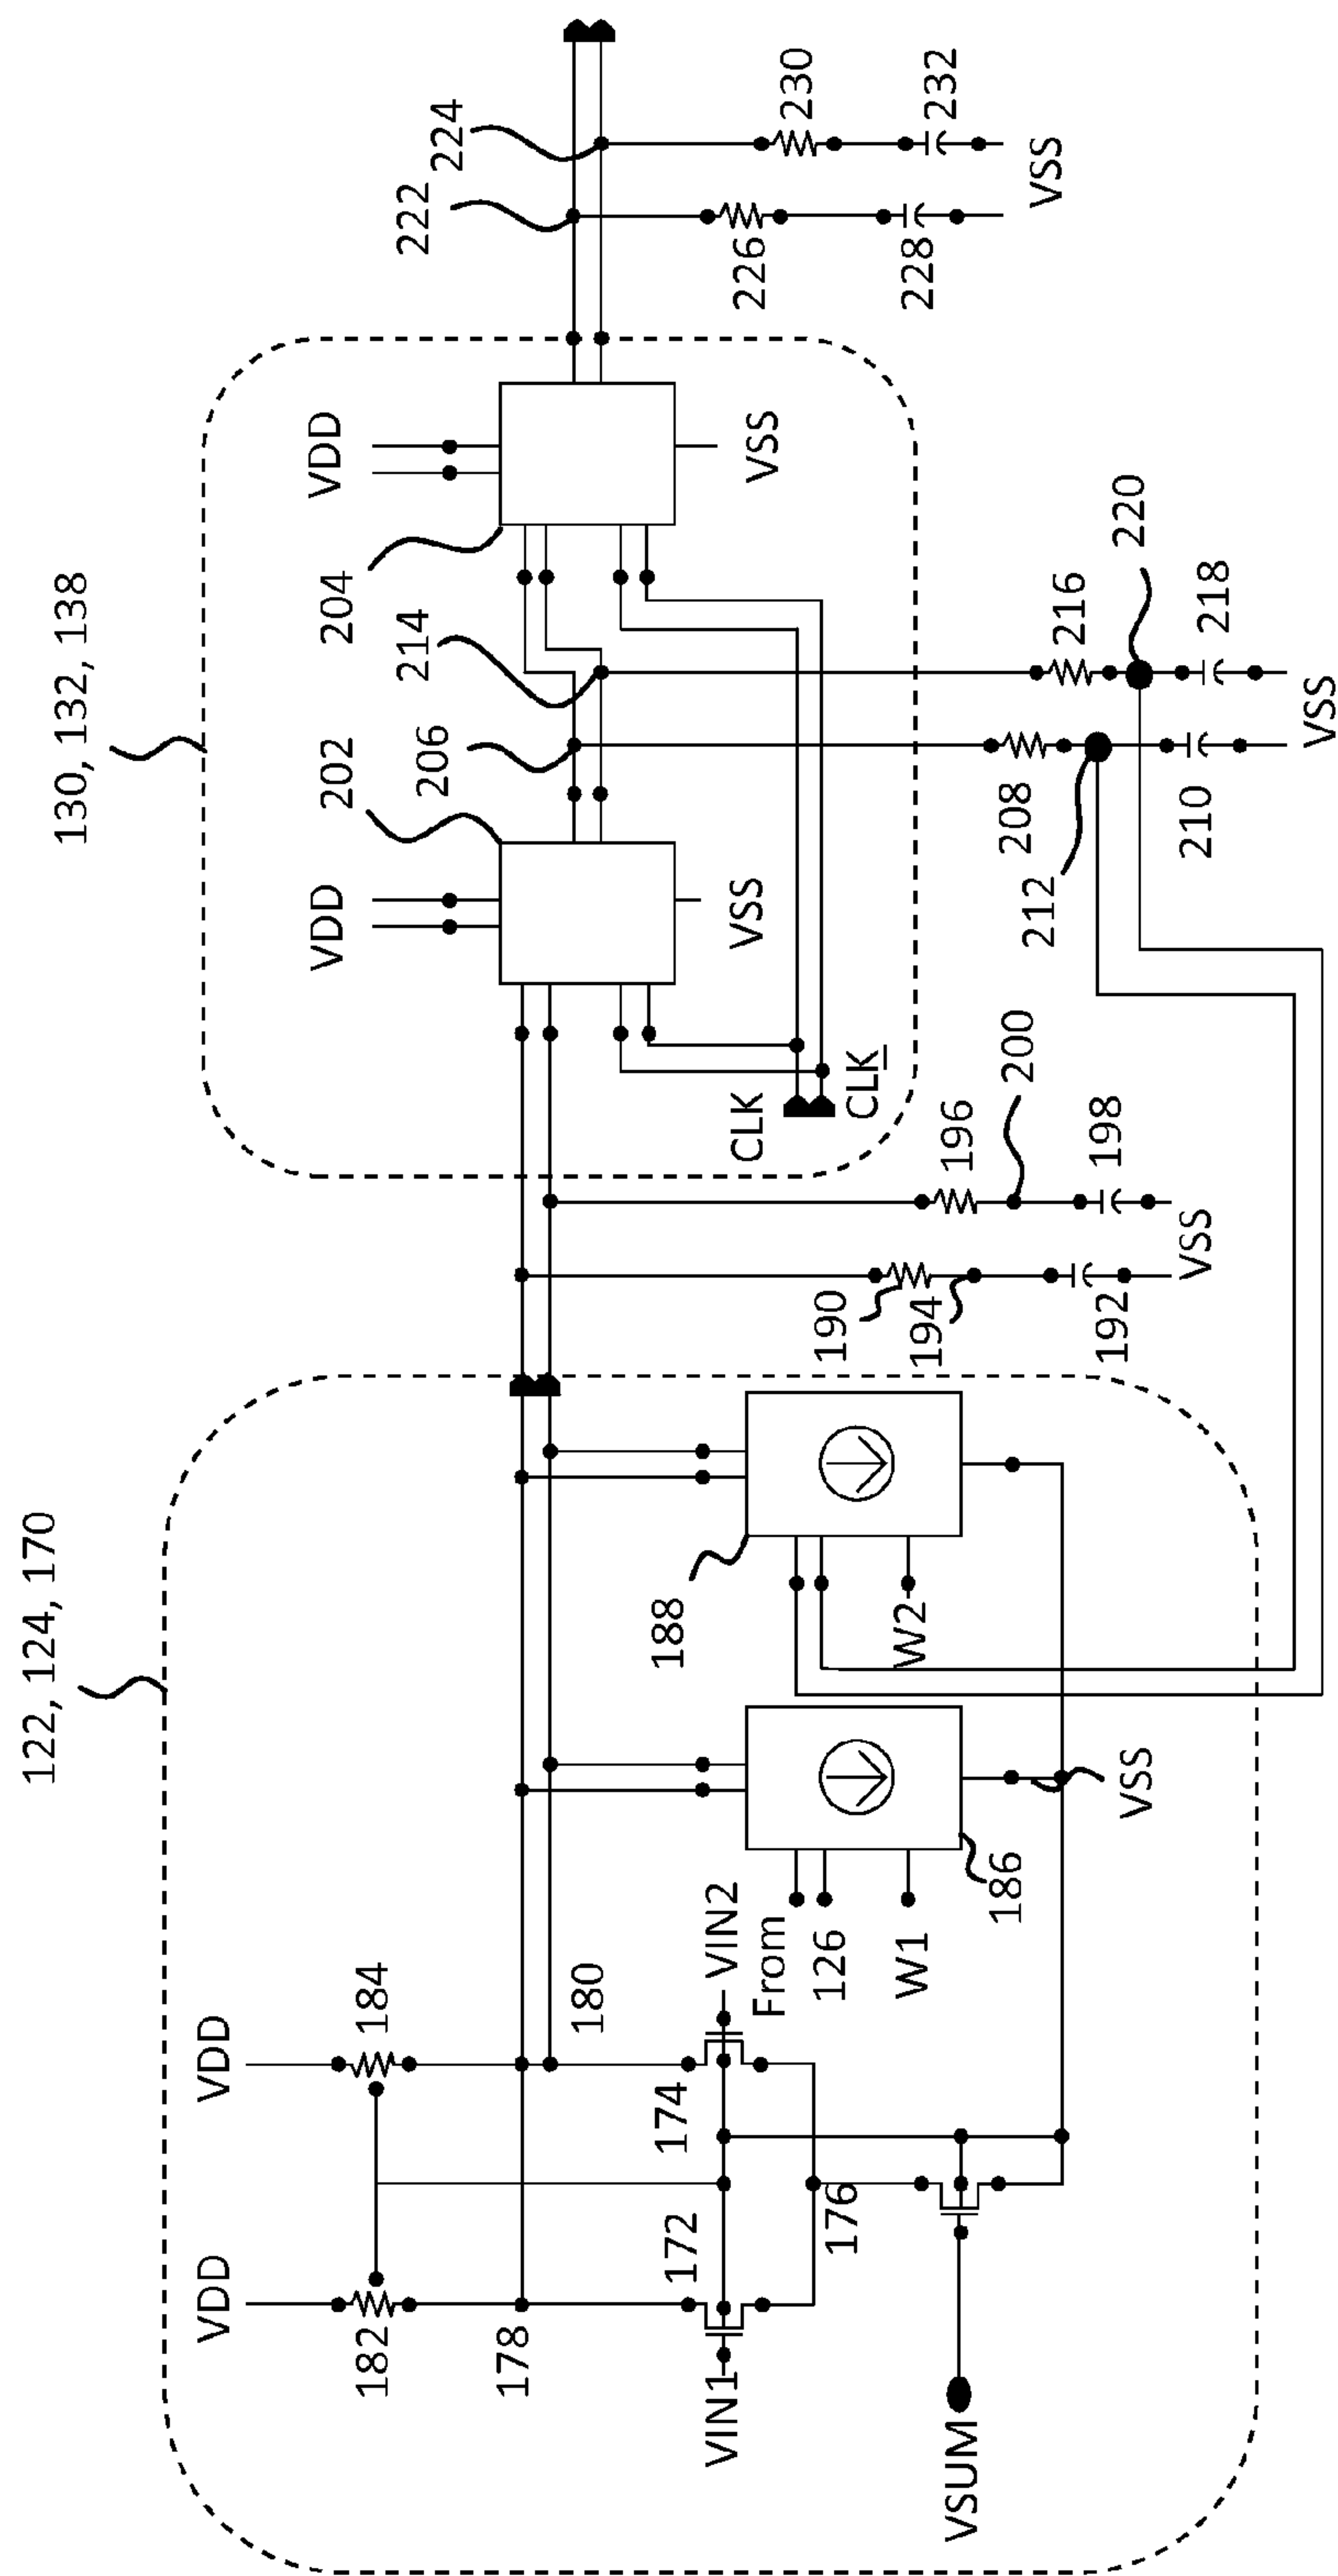 122, 124, 170
130, 132, 138
VDD
VDD
182
184
178
180
172
174
176
VIN1
VIN2
VSUM
From
126
W1
186
VSS
188
W2
190
194
192
196
200
198
VSS
VDD
202
VSS
206
214
CLK
CLK
VDD
204
VSS
208
212
210
216
220
218
VSS
222
224
226
228
230
232
VSS